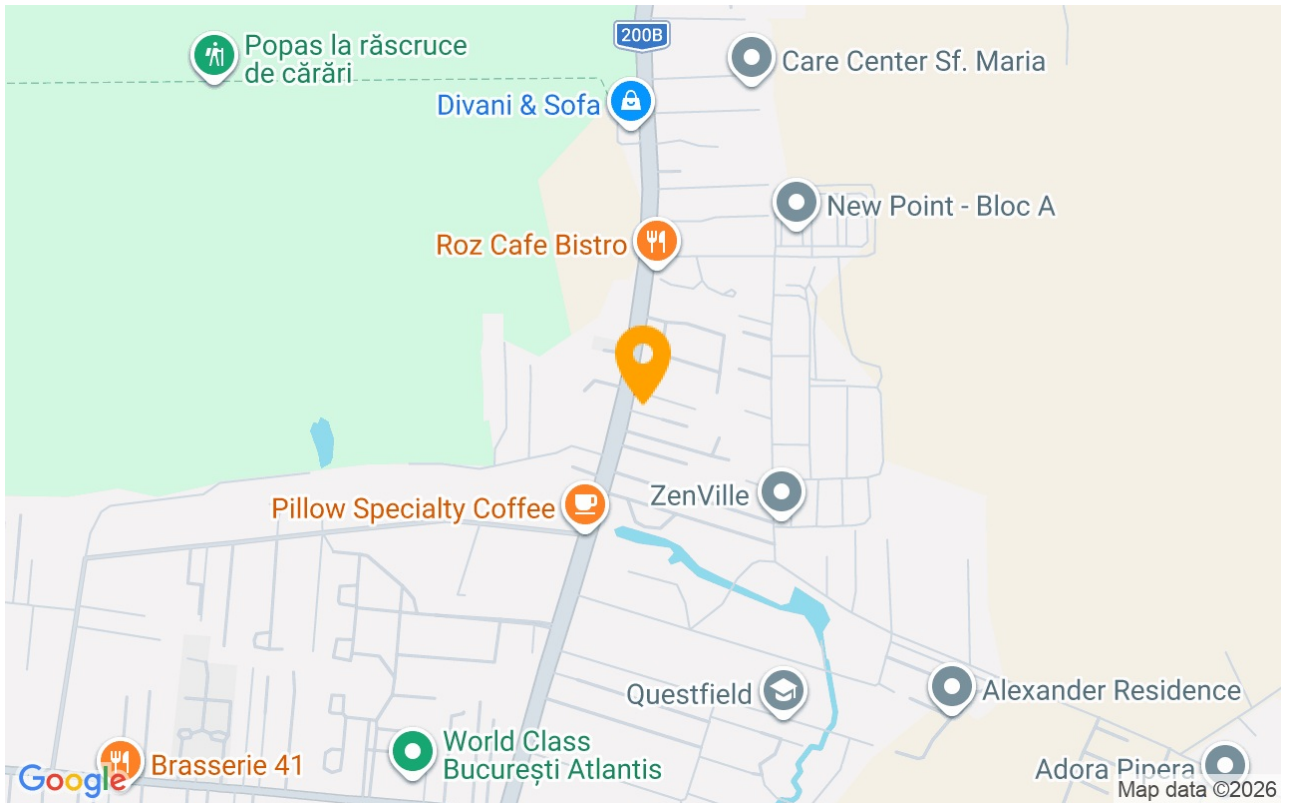 200B
Popas la răscruce
de cărări
Care Center Sf. Maria
Divani & Sofa
New Point - Bloc A
Roz Cafe Bistro
ZenVille
Pillow Specialty Coffee
Questfield
Alexander Residence
World Class
București Atlantis
Brasserie 41
Adora Pipera
Google
Map data ©2026